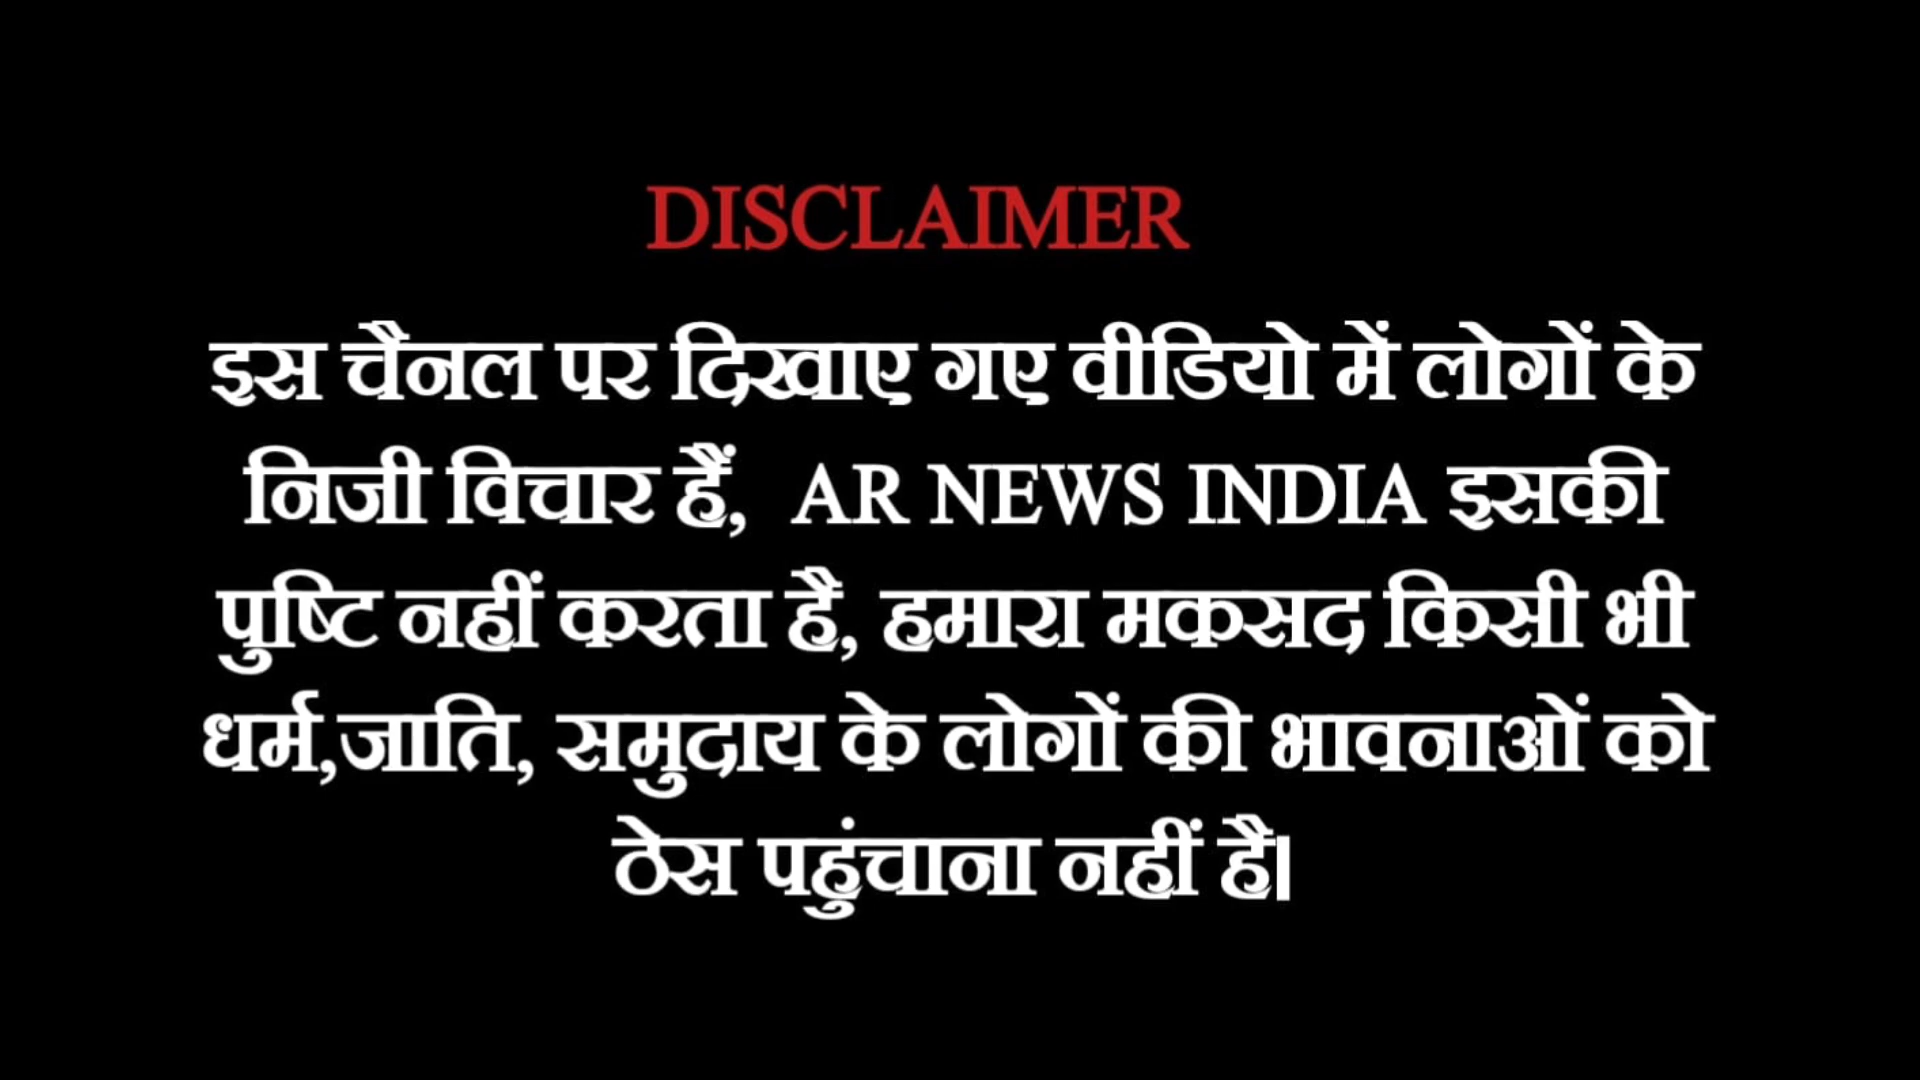 DISCLAIMER
इस चैनल पर दिखाए गए वीडियो में लोगों के
निजी विचार हैं, AR NEWS INDIA इसकी
पुष्टि नहीं करता है, हमारा मकसद किसी भी
धर्म,जाति, समुदाय के लोगों की भावनाओं को
ठेस पहुंचाना नहीं है।